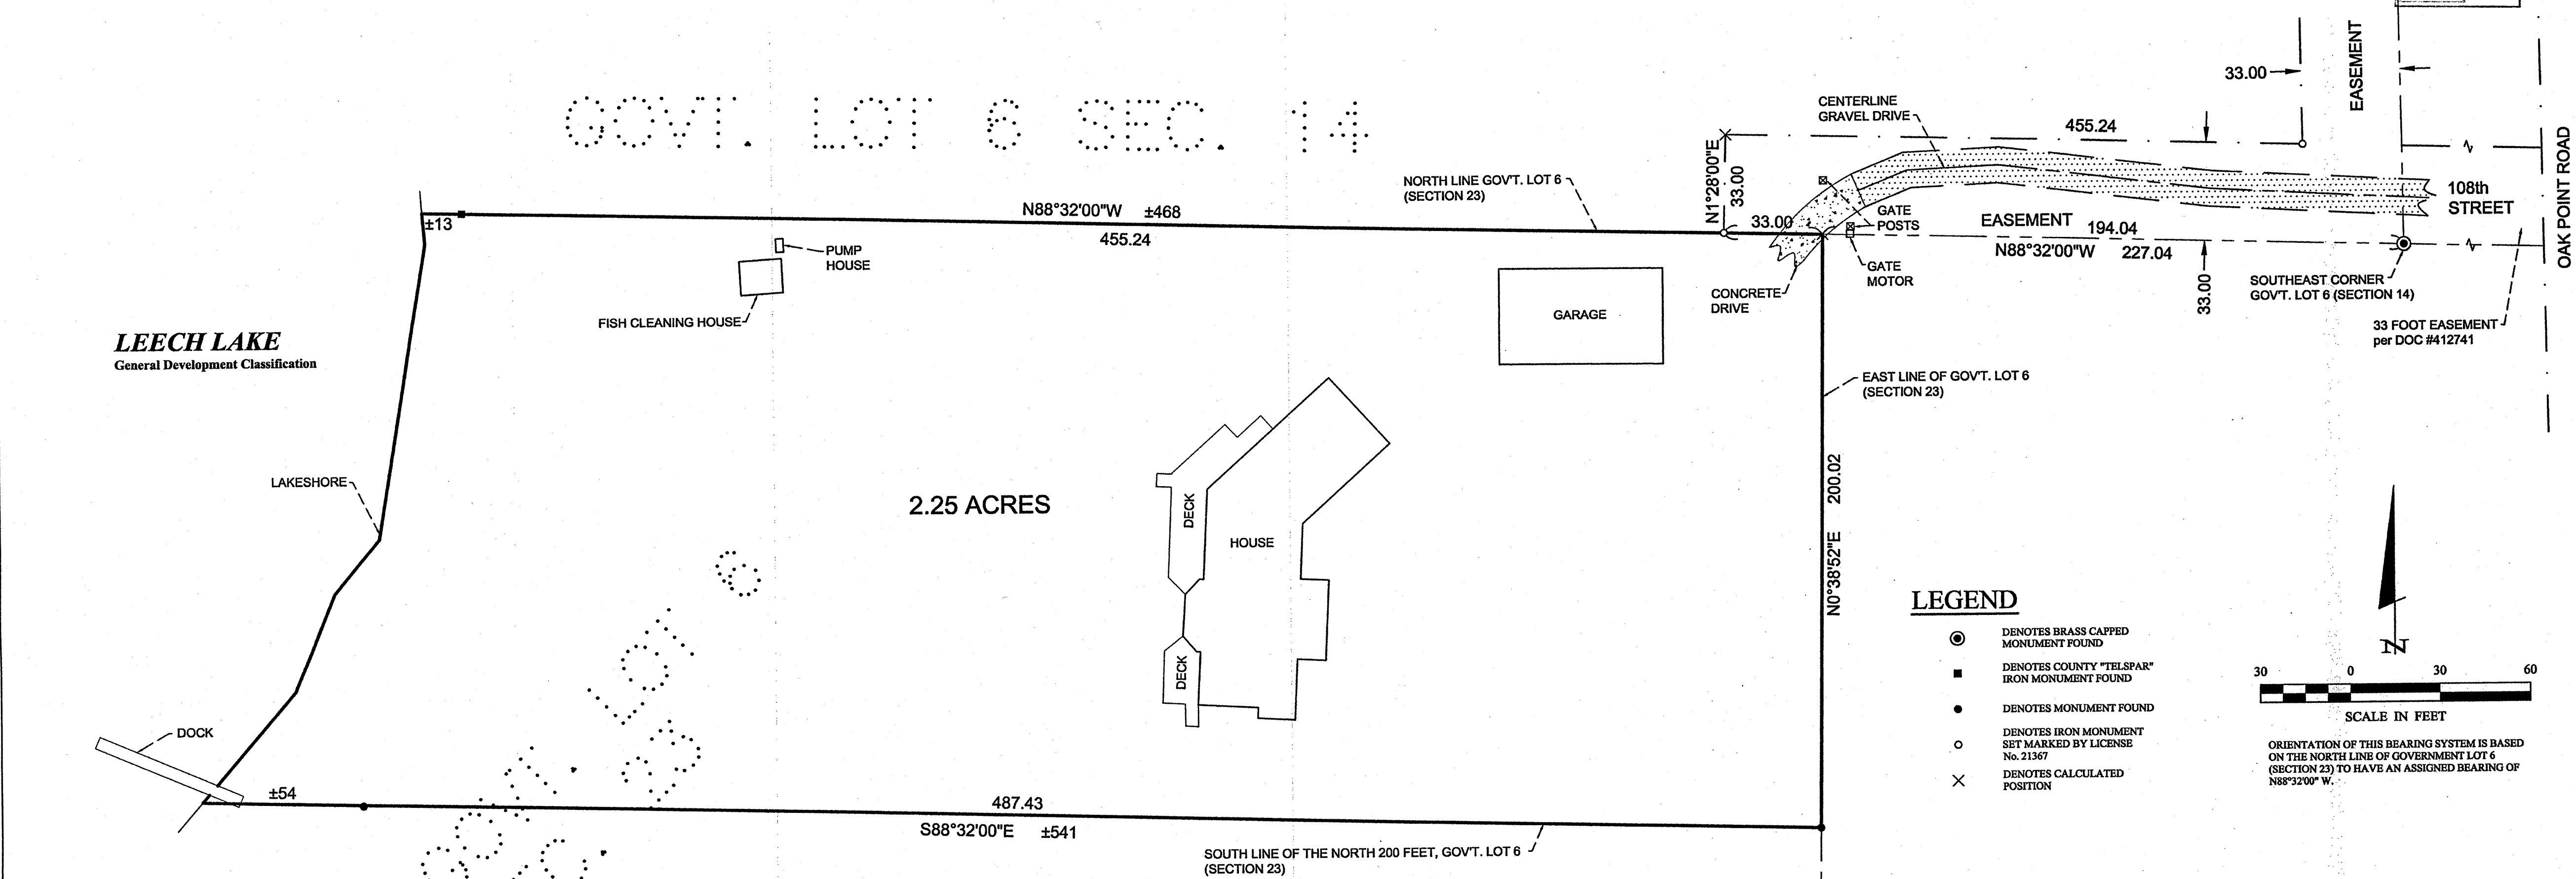 GOVT. LOT 6 SEC. 14
EASEMENT
33.00
OAK POINT ROAD
CENTERLINE
GRAVEL DRIVE
455.24
N1°28'00"E
33.00
NORTH LINE GOV'T. LOT 6
(SECTION 23)
N88°32'00"W ±468
455.24
±13
33.00
GATE
POSTS
EASEMENT
194.04
N88°32'00"W 227.04
108th
STREET
GATE
MOTOR
33.00
SOUTHEAST CORNER
GOV'T. LOT 6 (SECTION 14)
33 FOOT EASEMENT
per DOC #412741
PUMP
HOUSE
FISH CLEANING HOUSE
CONCRETE
DRIVE
GARAGE
LEECH LAKE
General Development Classification
EAST LINE OF GOV'T. LOT 6
(SECTION 23)
LAKESHORE
2.25 ACRES
DECK
HOUSE
DECK
N0°38'52"E 200.02
GOVT. LOT 6
SEC. 23
DOCK
±54
487.43
S88°32'00"E ±541
SOUTH LINE OF THE NORTH 200 FEET, GOV'T. LOT 6
(SECTION 23)
LEGEND
DENOTES BRASS CAPPED
MONUMENT FOUND
DENOTES COUNTY "TELSPAR"
IRON MONUMENT FOUND
DENOTES MONUMENT FOUND
DENOTES IRON MONUMENT
SET MARKED BY LICENSE
No. 21367
DENOTES CALCULATED
POSITION
N
30 0 30 60
SCALE IN FEET
ORIENTATION OF THIS BEARING SYSTEM IS BASED
ON THE NORTH LINE OF GOVERNMENT LOT 6
(SECTION 23) TO HAVE AN ASSIGNED BEARING OF
N88°32'00" W.